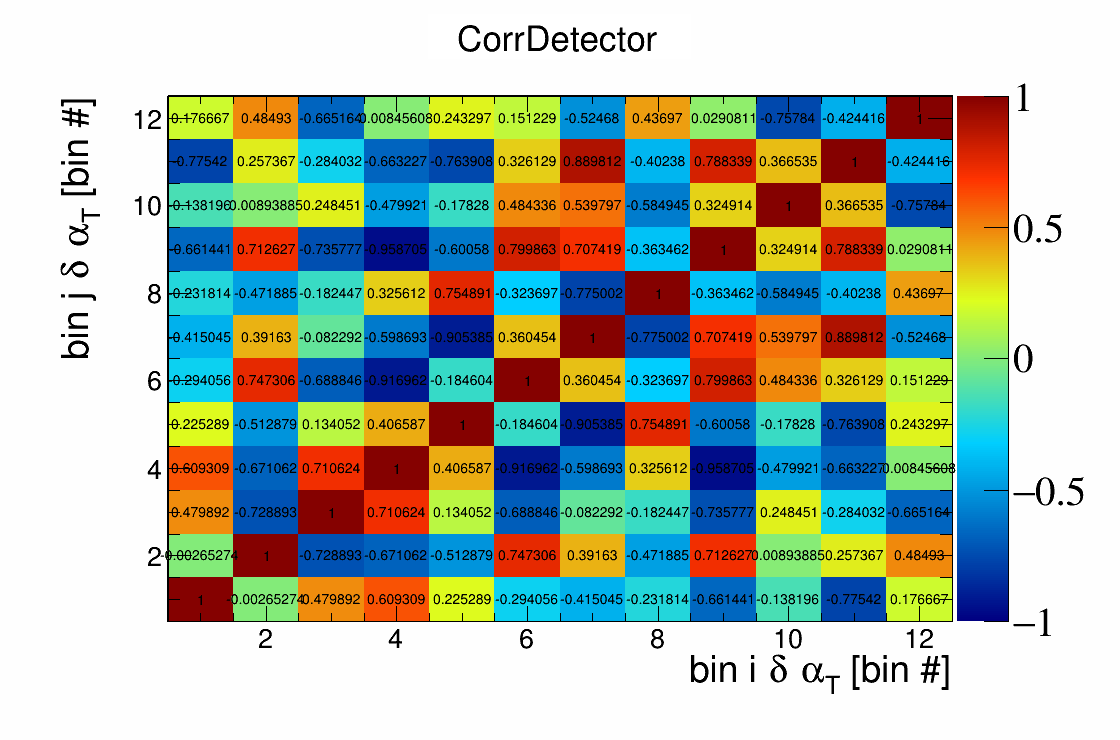 CorrDetector
bin j δ α_T [bin #]
12 0.176667 0.48493 -0.665164 0.00845608 0.243297 0.151229 -0.52468 0.43697 0.0290811 -0.75784 -0.424416 1
-0.77542 0.257367 -0.284032 -0.663227 -0.763908 0.326129 0.889812 -0.40238 0.788339 0.366535 1 -0.424416
10 -0.138196 0.00893885 0.248451 -0.479921 -0.17828 0.484336 0.539797 -0.584945 0.324914 1 0.366535 -0.75784
-0.661441 0.712627 -0.735777 -0.958705 -0.60058 0.799863 0.707419 -0.363462 1 0.324914 0.788339 0.0290811
8 -0.231814 -0.471885 -0.182447 0.325612 0.754891 -0.323697 -0.775002 1 -0.363462 -0.584945 -0.40238 0.43697
-0.415045 0.39163 -0.082292 -0.598693 -0.905385 0.360454 1 -0.775002 0.707419 0.539797 0.889812 -0.52468
6 -0.294056 0.747306 -0.688846 -0.916962 -0.184604 1 0.360454 -0.323697 0.799863 0.484336 0.326129 0.151229
0.225289 -0.512879 0.134052 0.406587 1 -0.184604 -0.905385 0.754891 -0.60058 -0.17828 -0.763908 0.243297
4 0.609309 -0.671062 0.710624 1 0.406587 -0.916962 -0.598693 0.325612 -0.958705 -0.479921 -0.663227 0.00845608
0.479892 -0.728893 1 0.710624 0.134052 -0.688846 -0.082292 -0.182447 -0.735777 0.248451 -0.284032 -0.665164
2 -0.00265274 1 -0.728893 -0.671062 -0.512879 0.747306 0.39163 -0.471885 0.712627 0.00893885 0.257367 0.48493
1 -0.00265274 0.479892 0.609309 0.225289 -0.294056 -0.415045 -0.231814 -0.661441 -0.138196 -0.77542 0.176667
2 4 6 8 10 12
bin i δ α_T [bin #]
1
0.5
0
−0.5
−1